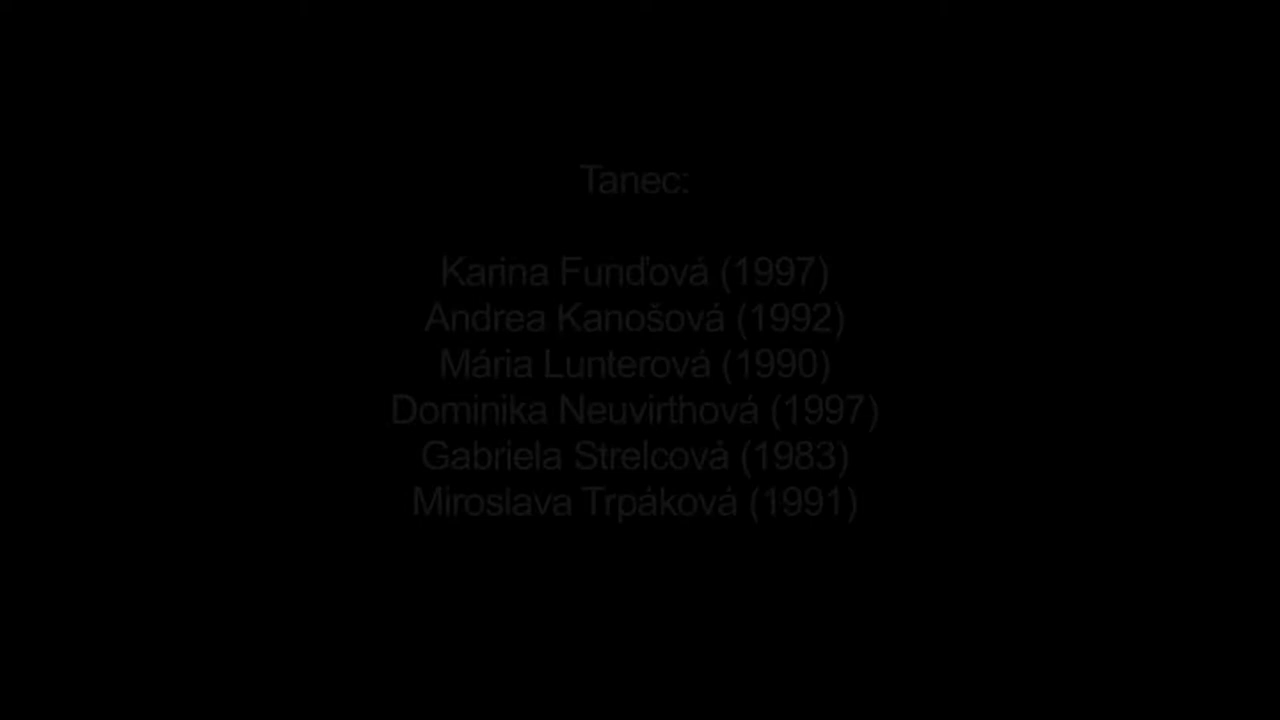 Tanec:
Karina Funďová (1997)
Andrea Kanošová (1992)
Mária Lunterová (1990)
Dominika Neuvirthová (1997)
Gabriela Strelcová (1983)
Miroslava Trpáková (1991)